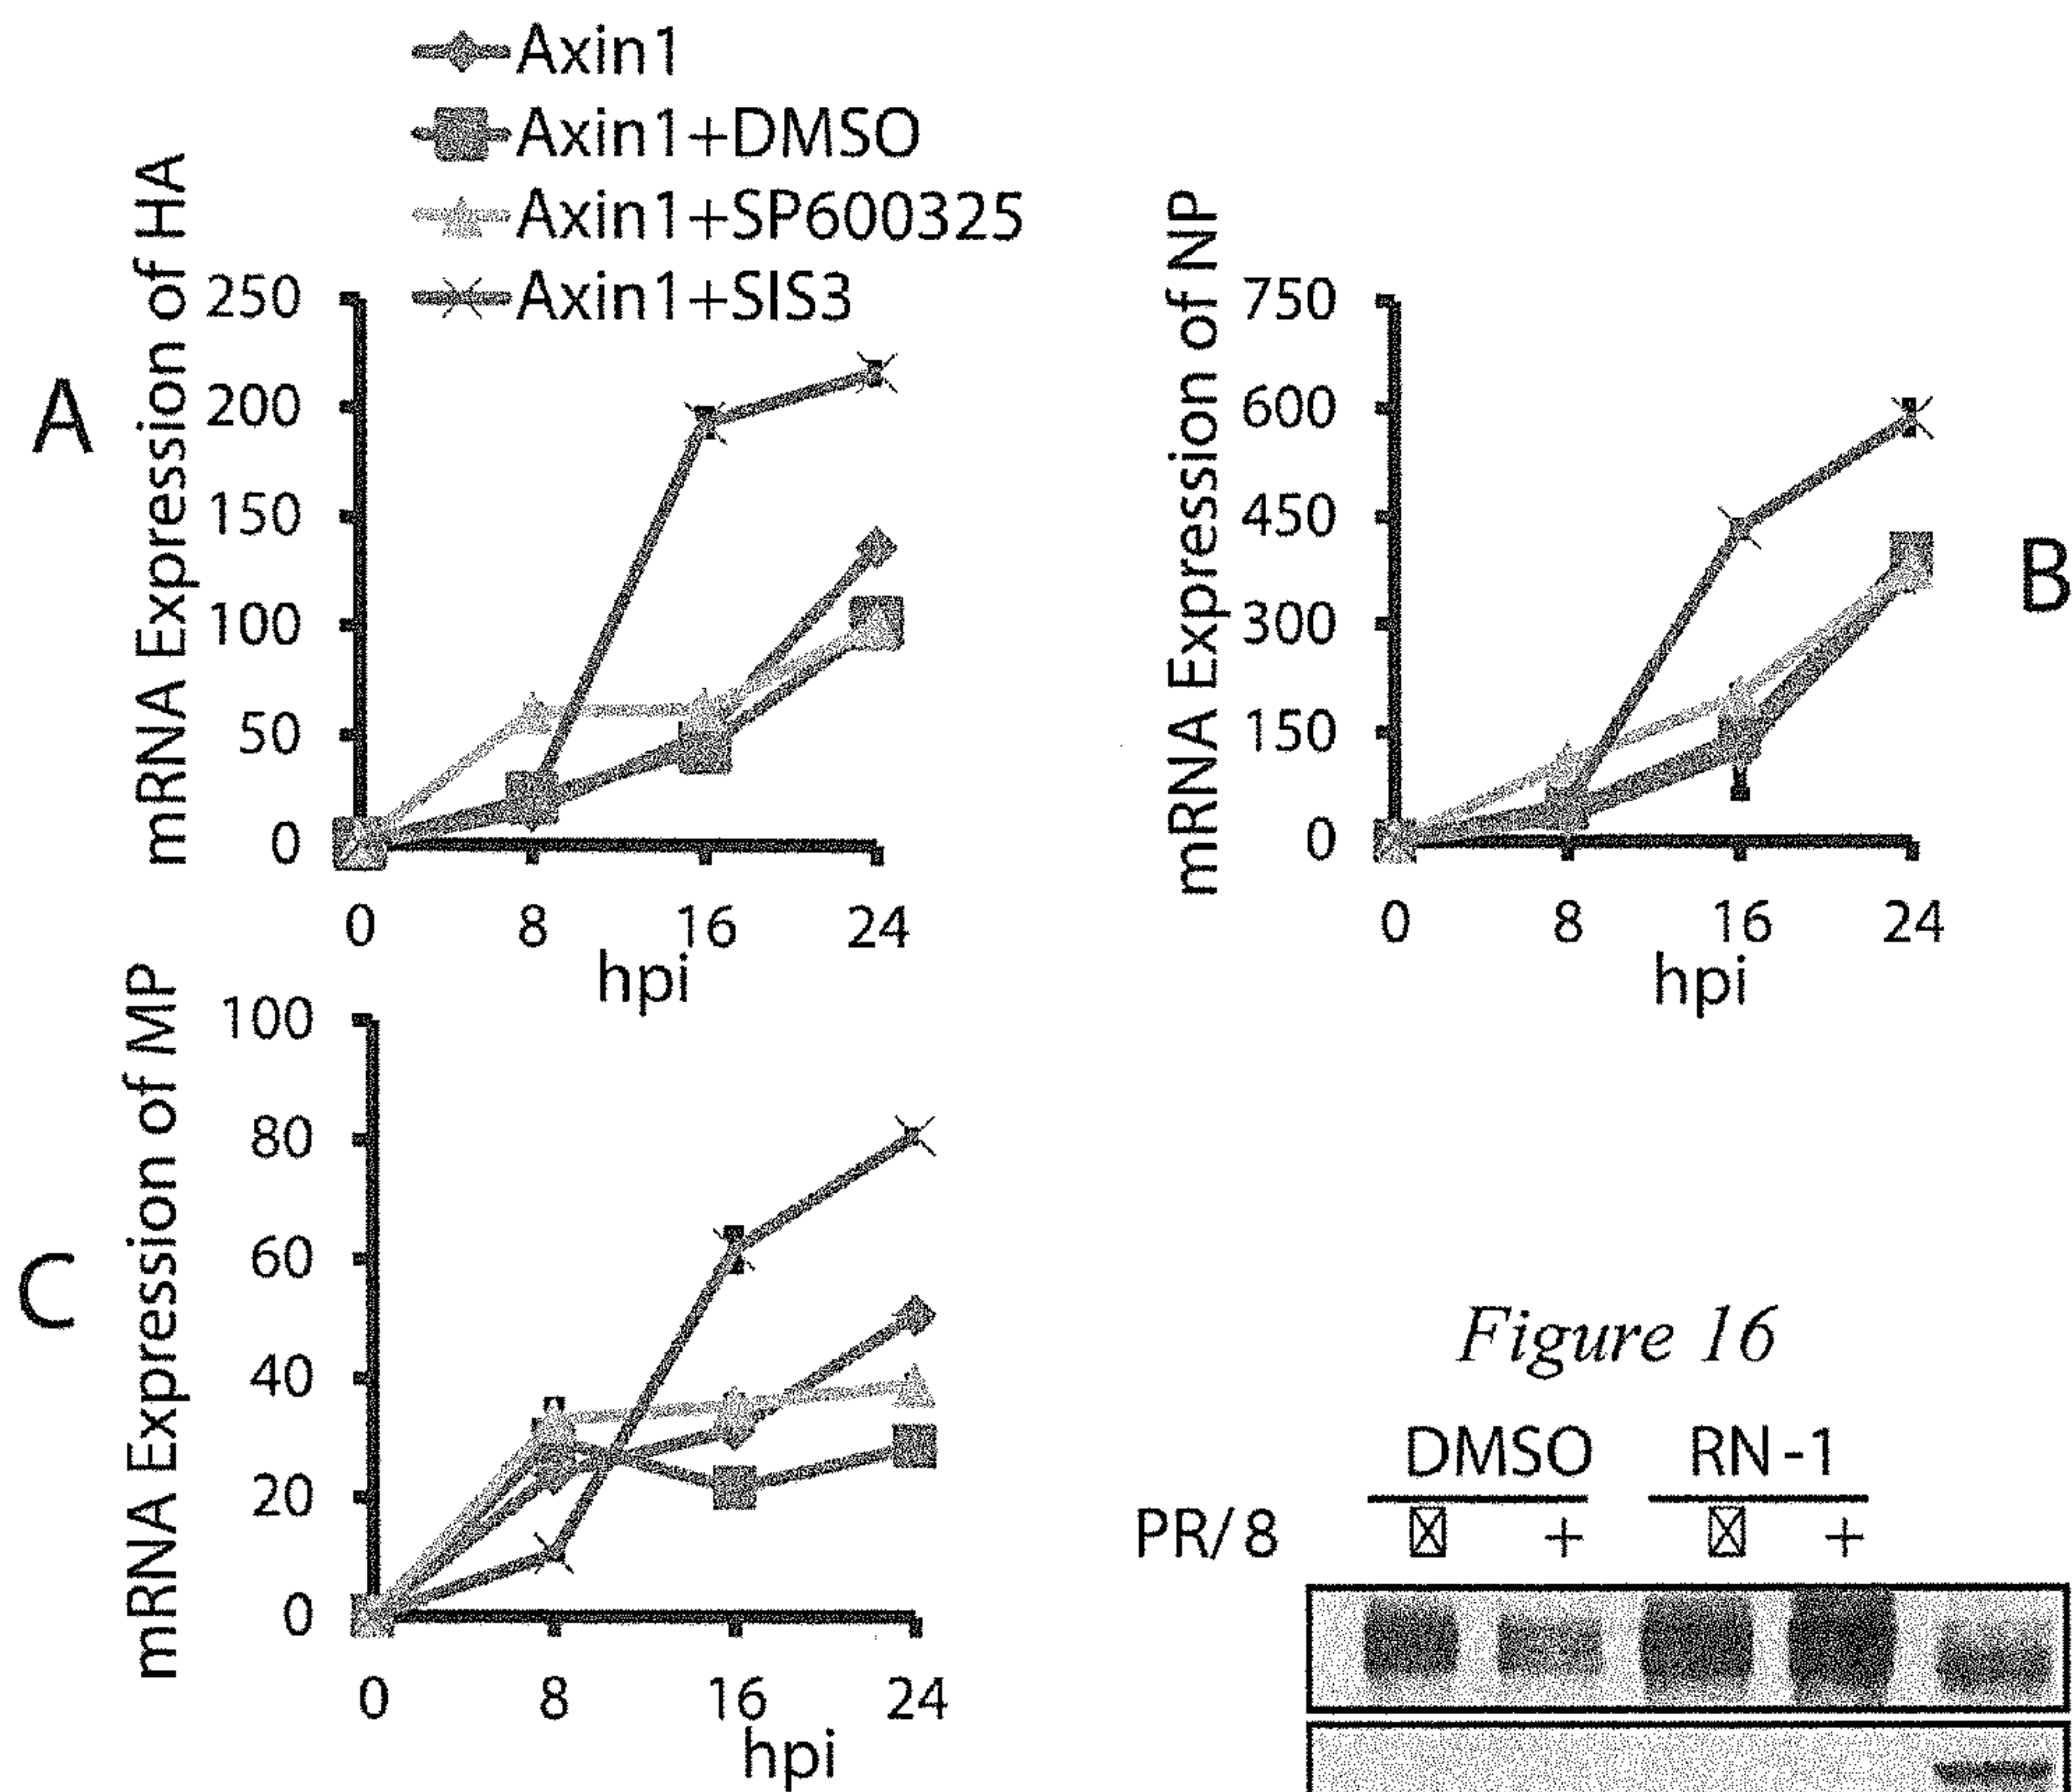 Axin1
Axin1+DMSO
Axin1+SP600325
Axin1+SIS3
A
mRNA Expression of HA
250
200
150
100
50
0
0 8 16 24
hpi
mRNA Expression of NP
750
600
450
300
150
0
0 8 16 24
hpi
B
C
mRNA Expression of MP
100
80
60
40
20
0
0 8 16 24
hpi
Figure 16
DMSO RN-1
PR/8 ☒ + ☒ +